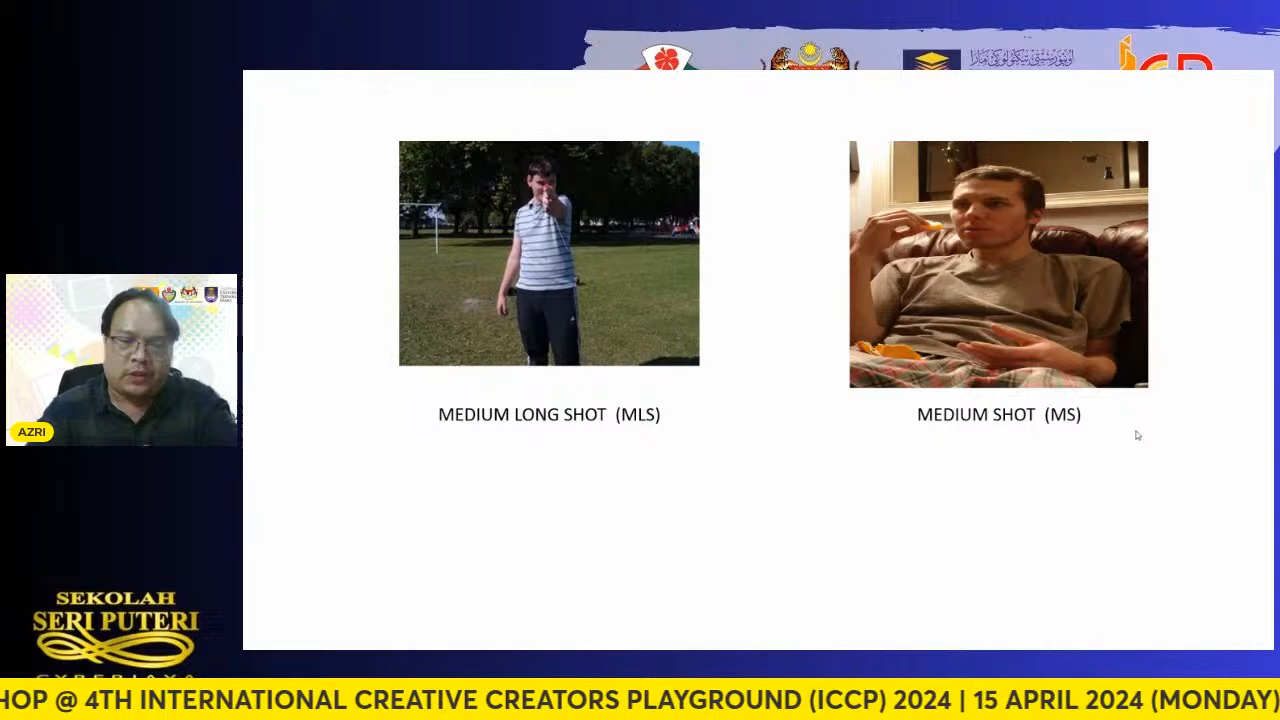 MEDIUM LONG SHOT (MLS)
MEDIUM SHOT (MS)
AZRI
SEKOLAH
SERI PUTERI
CYBERJAYA
HOP @ 4TH INTERNATIONAL CREATIVE CREATORS PLAYGROUND (ICCP) 2024 | 15 APRIL 2024 (MONDAY)